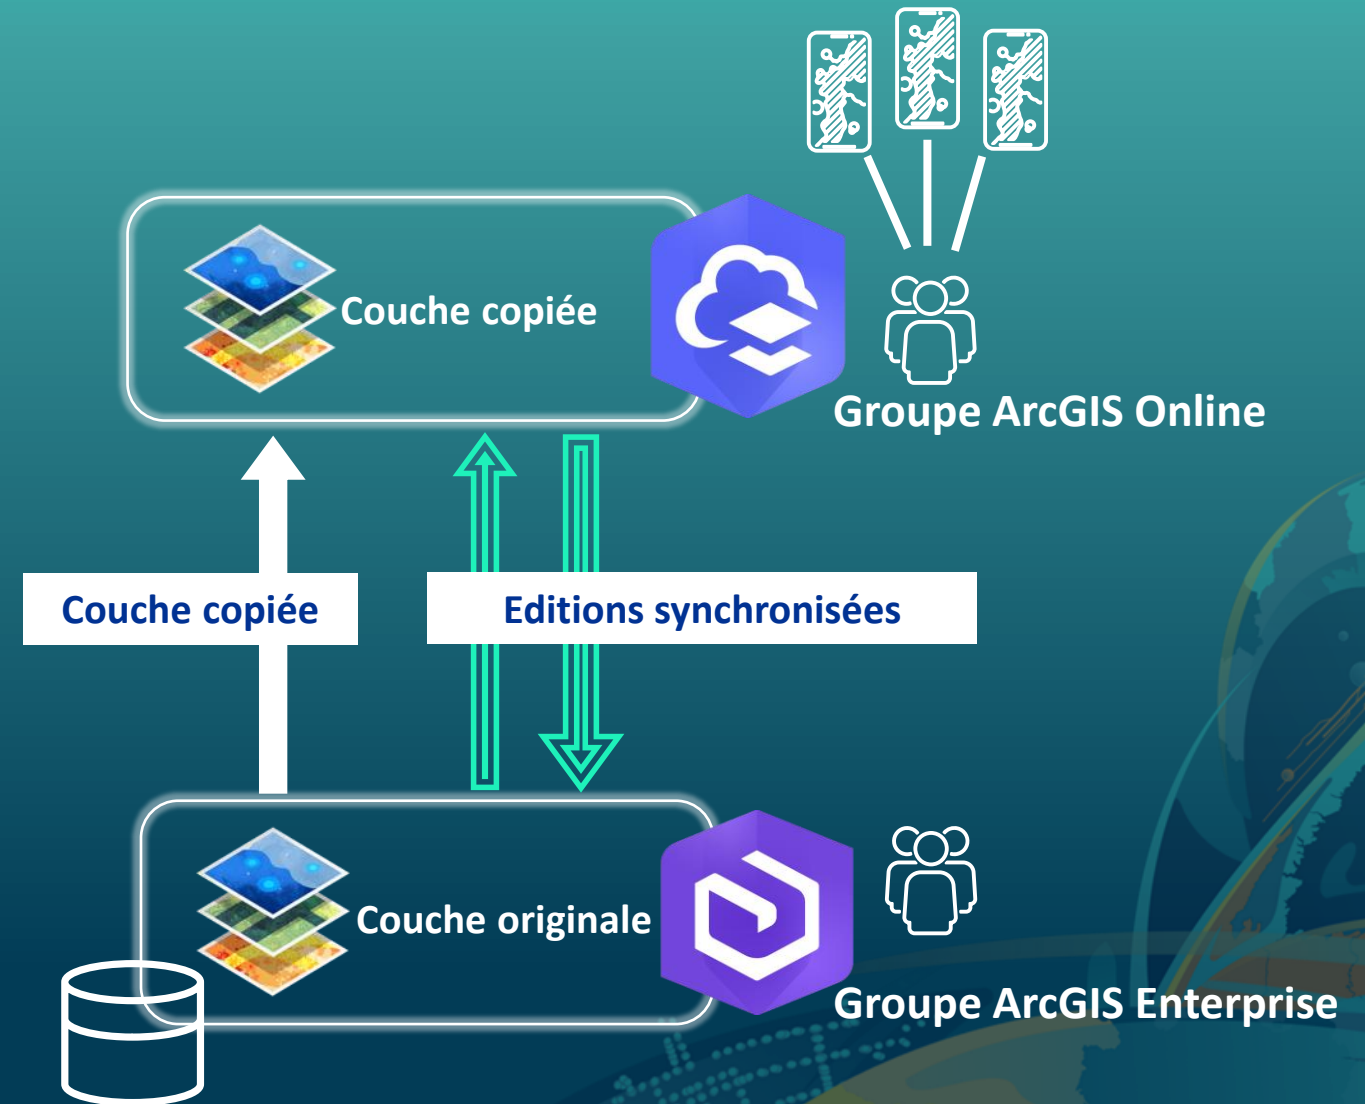 Couche copiée
Groupe ArcGIS Online
Couche copiée
Editions synchronisées
Couche originale
Groupe ArcGIS Enterprise